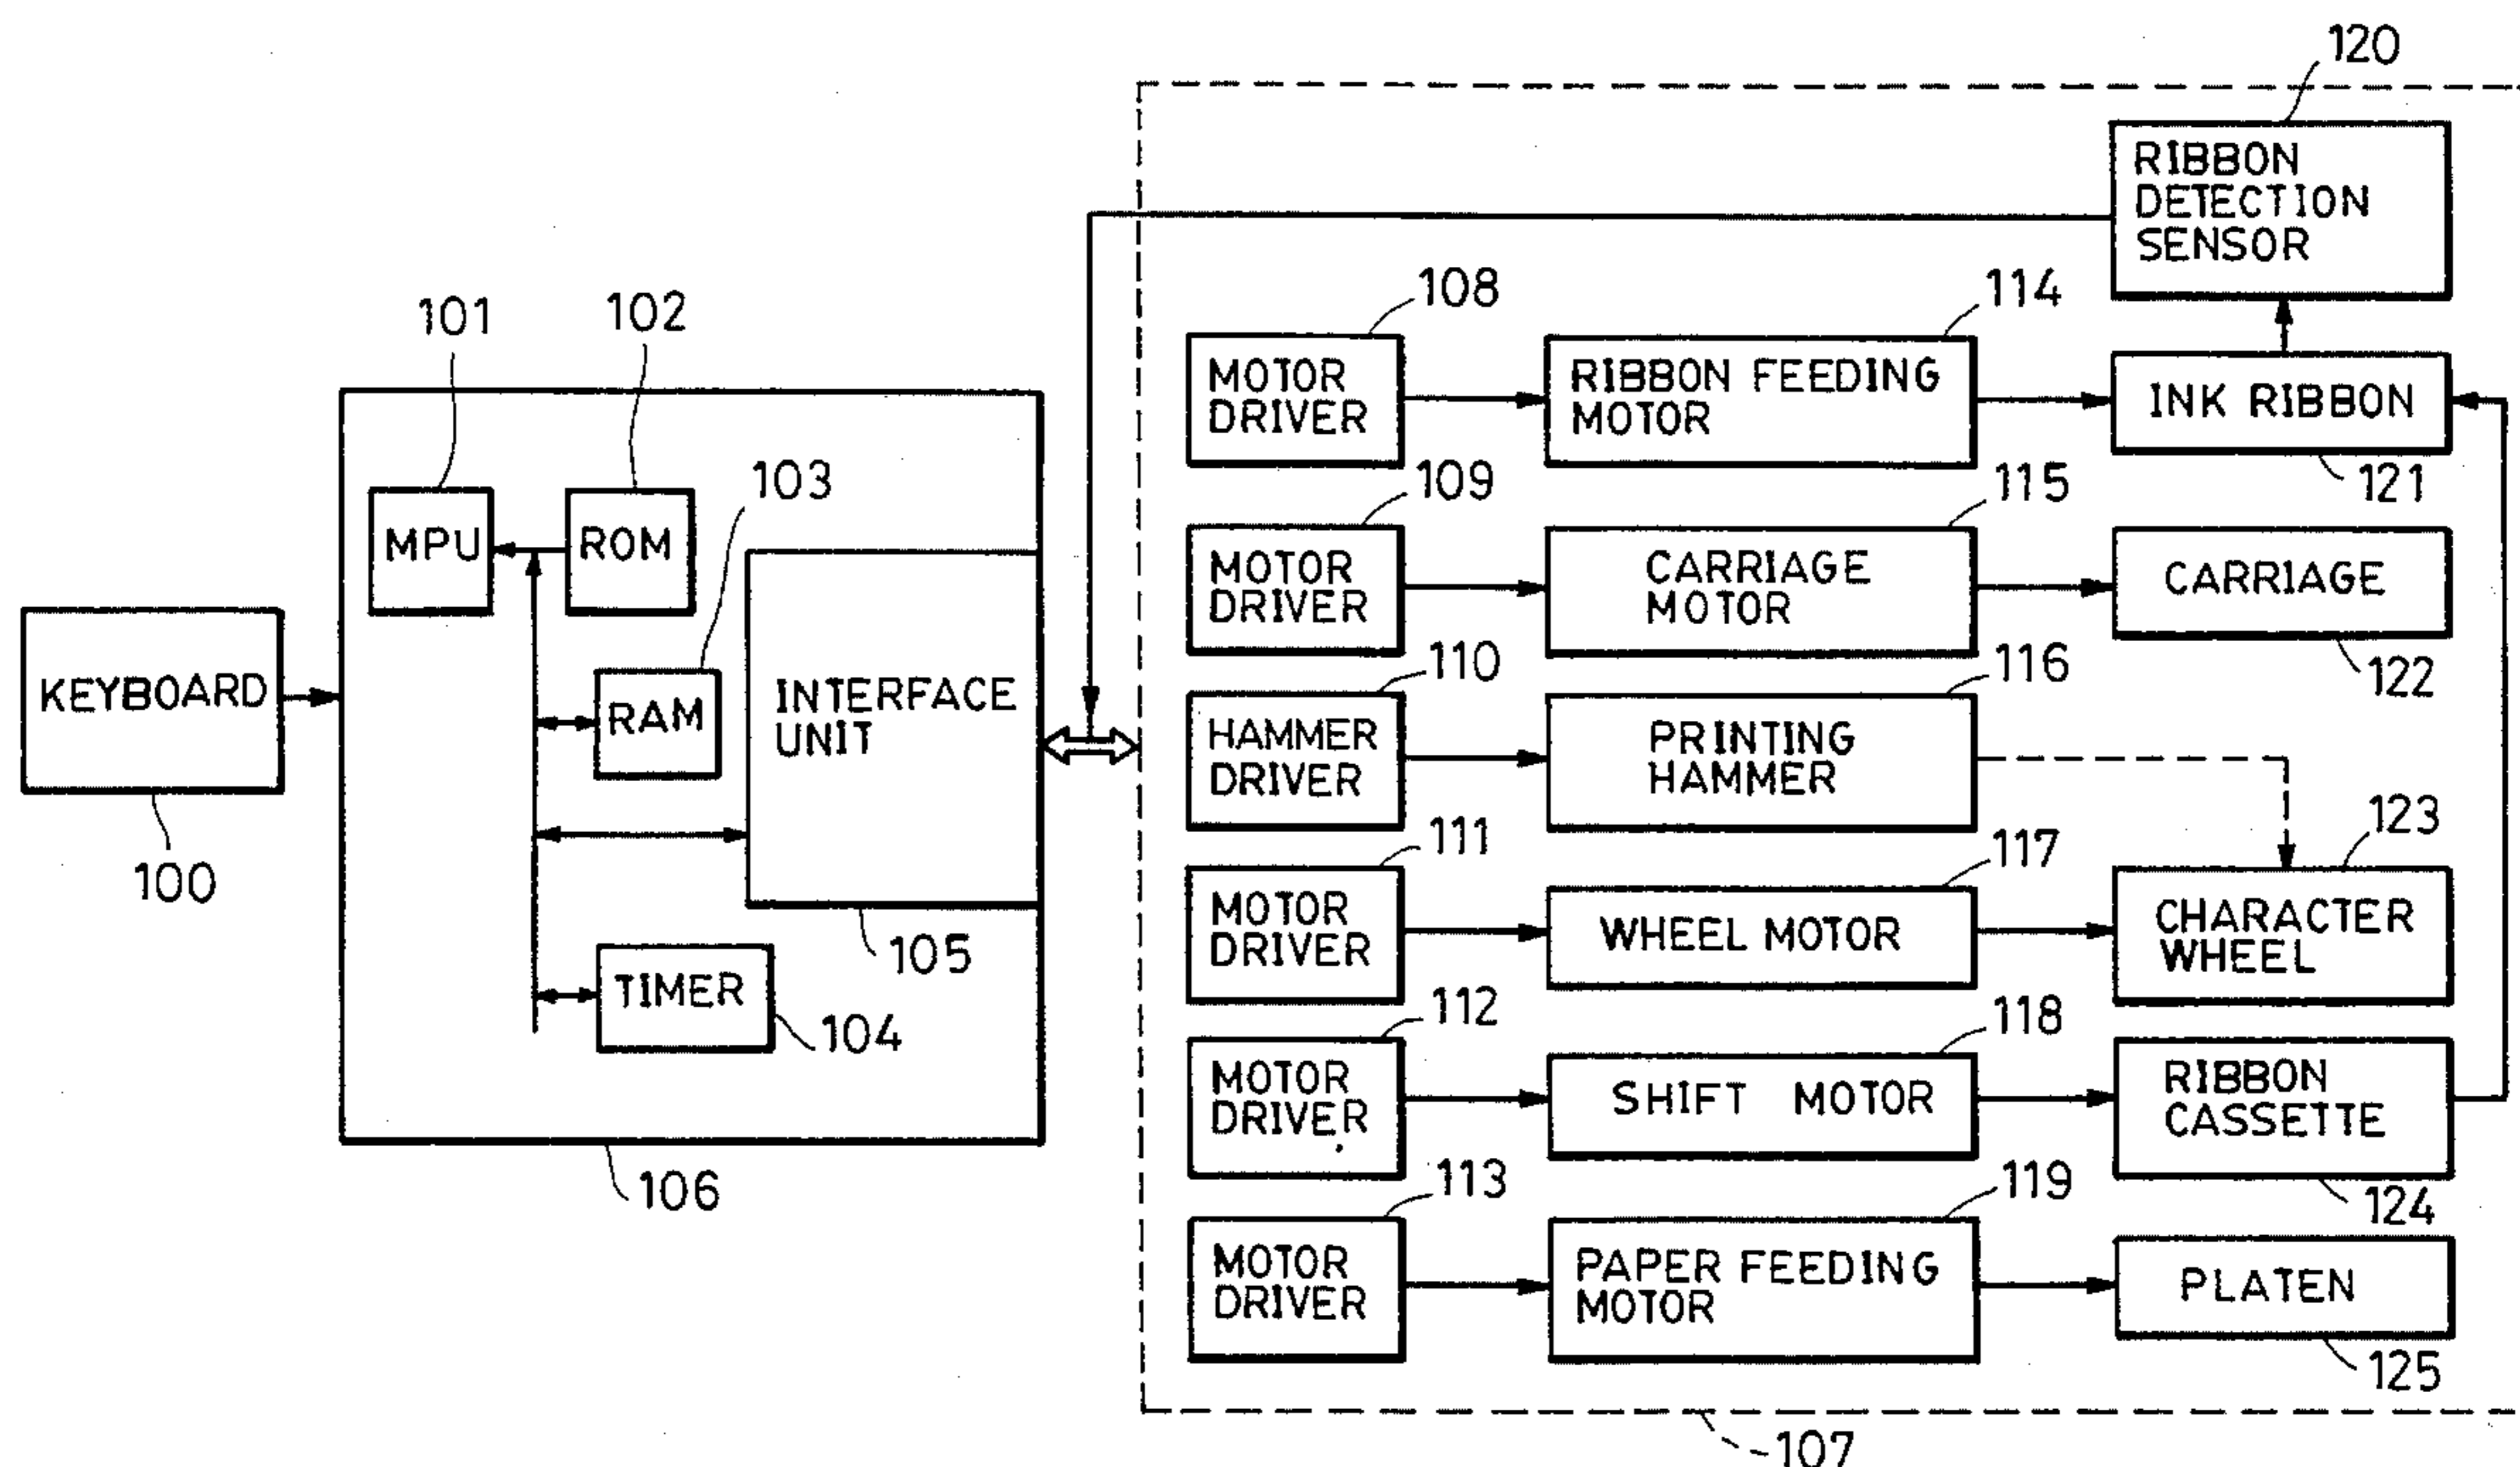 120
RIBBON
DETECTION
SENSOR
108
114
101
102
MOTOR
DRIVER
RIBBON FEEDING
MOTOR
INK RIBBON
103
109
115
121
MPU
ROM
MOTOR
DRIVER
CARRIAGE
MOTOR
CARRIAGE
KEYBOARD
RAM
INTERFACE
UNIT
110
116
122
HAMMER
DRIVER
PRINTING
HAMMER
100
111
117
123
105
MOTOR
DRIVER
WHEEL MOTOR
CHARACTER
WHEEL
TIMER
104
112
118
MOTOR
DRIVER
SHIFT MOTOR
RIBBON
CASSETTE
106
113
119
124
MOTOR
DRIVER
PAPER FEEDING
MOTOR
PLATEN
125
107